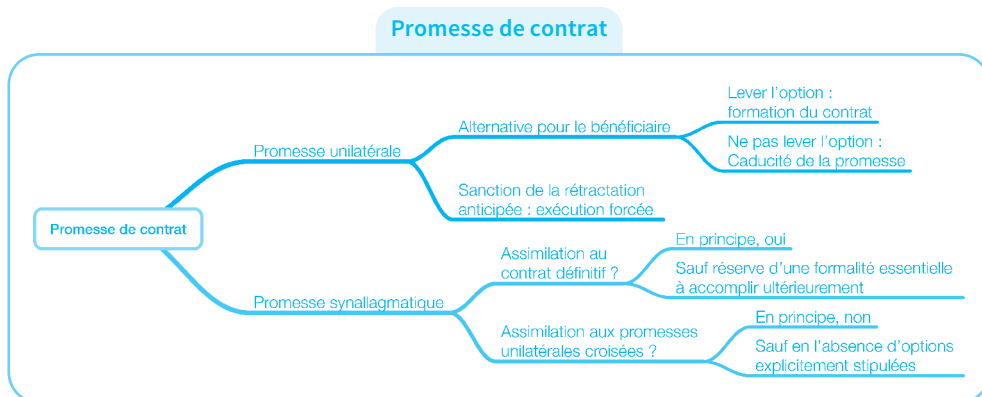 Promesse de contrat
Promesse de contrat
Promesse unilatérale
Alternative pour le bénéficiaire
Lever l'option :
formation du contrat
Ne pas lever l'option :
Caducité de la promesse
Sanction de la rétractation
anticipée : exécution forcée
Promesse synallagmatique
Assimilation au
contrat définitif ?
En principe, oui
Sauf réserve d'une formalité essentielle
à accomplir ultérieurement
Assimilation aux promesses
unilatérales croisées ?
En principe, non
Sauf en l'absence d'options
explicitement stipulées